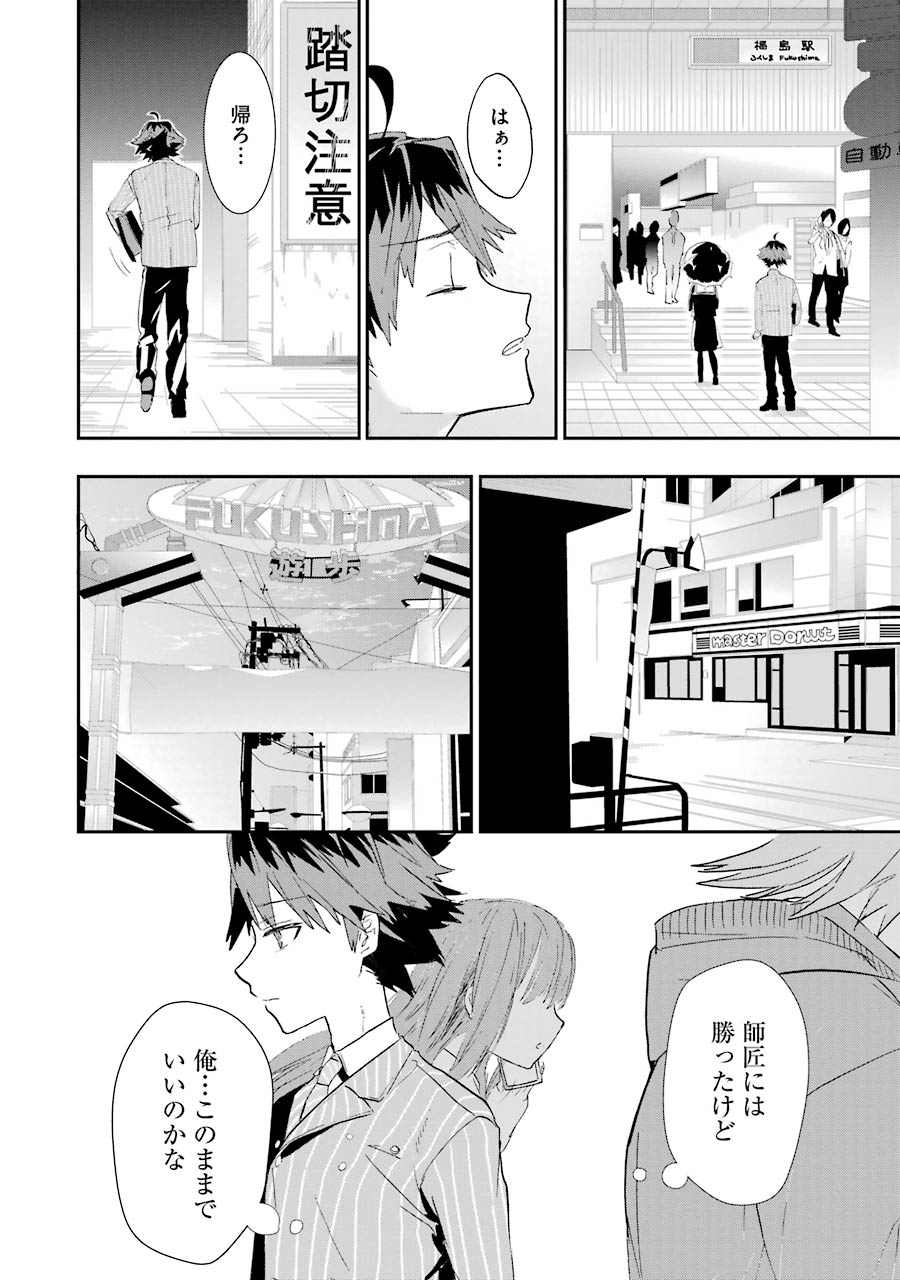 福島駅
ふくしま Fukushima
自動
はぁ…
踏切注意
帰ろ…
master Donut
FUKUSHIMA
遊歩
師匠には
勝ったけど
俺…このままで
いいのかな